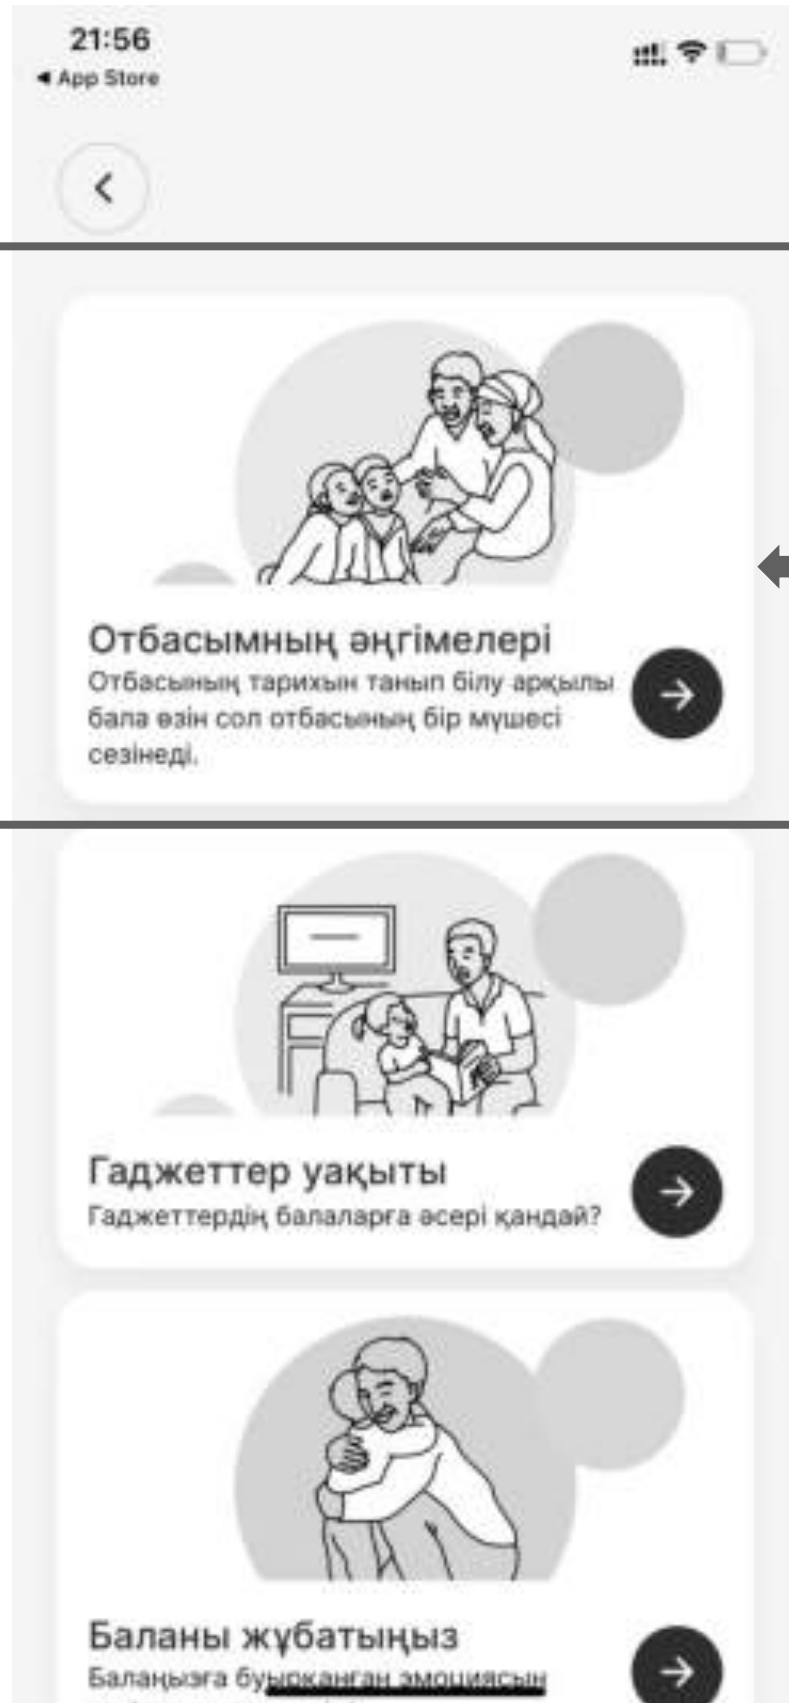 21:56
App Store
Отбасымның әңгімелері
Отбасының тарихын танып білу арқылы
бала өзін сол отбасының бір мүшесі
сезінеді.
Гаджеттер уақыты
Гаджеттердің балаларға әсері қандай?
Баланы жұбатыңыз
Балаңызға бұырқанған эмоциясын